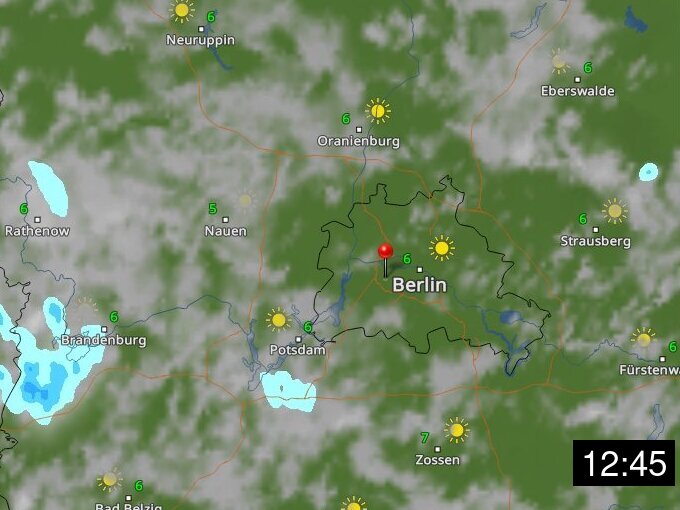 6
Neuruppin
6
Eberswalde
6
Oranienburg
6
Rathenow
5
Nauen
6
Strausberg
6
Berlin
6
Brandenburg
6
Potsdam
6
Fürstenwa
7
Zossen
12:45
6
Bad Belzig